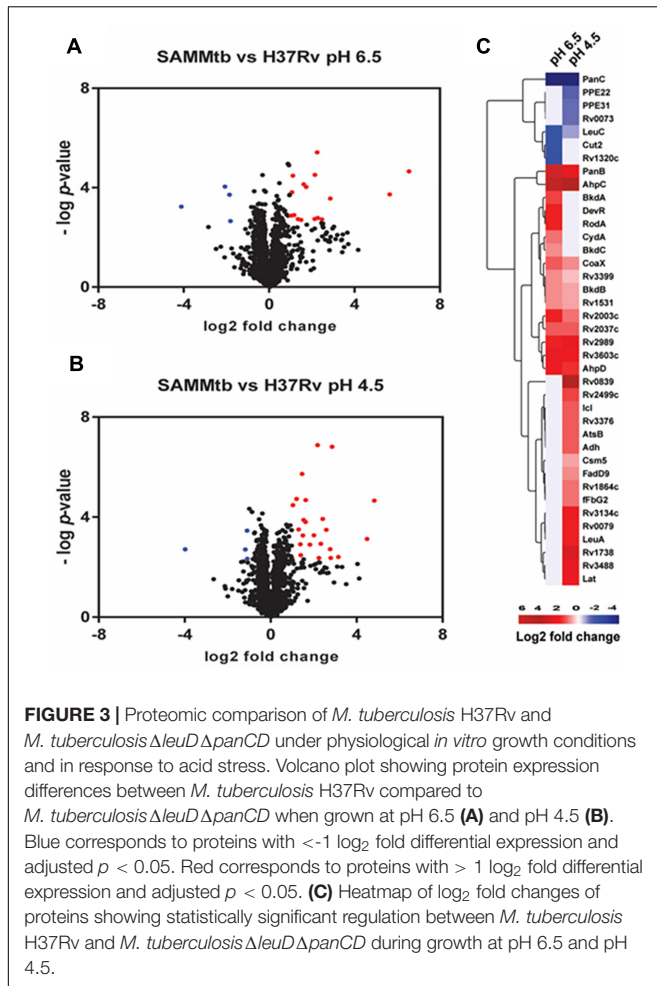 A
SAMMtb vs H37Rv pH 6.5
8
4
0
-8
-4
0
4
8
- log p-value
log2 fold change
B
SAMMtb vs H37Rv pH 4.5
8
4
0
-8
-4
0
4
8
- log p-value
log2 fold change
C
pH 6.5
pH 4.5
PanC
PPE22
PPE31
Rv0073
LeuC
Cut2
Rv1320c
PanB
AhpC
BkdA
DevR
RodA
CydA
BkdC
CoaX
Rv3399
BkdB
Rv1531
Rv2003c
Rv2037c
Rv2989
Rv3603c
AhpD
Rv0839
Rv2499c
Icl
Rv3376
AtsB
Adh
Csm5
FadD9
Rv1864c
fFbG2
Rv3134c
Rv0079
LeuA
Rv1738
Rv3488
Lat
6 4 2 0 -2 -4
Log2 fold change
FIGURE 3 | Proteomic comparison of M. tuberculosis H37Rv and
M. tuberculosisΔleuDΔpanCD under physiological in vitro growth conditions
and in response to acid stress. Volcano plot showing protein expression
differences between M. tuberculosis H37Rv compared to
M. tuberculosisΔleuDΔpanCD when grown at pH 6.5 (A) and pH 4.5 (B).
Blue corresponds to proteins with <-1 log₂ fold differential expression and
adjusted p < 0.05. Red corresponds to proteins with > 1 log₂ fold differential
expression and adjusted p < 0.05. (C) Heatmap of log₂ fold changes of
proteins showing statistically significant regulation between M. tuberculosis
H37Rv and M. tuberculosisΔleuDΔpanCD during growth at pH 6.5 and pH
4.5.